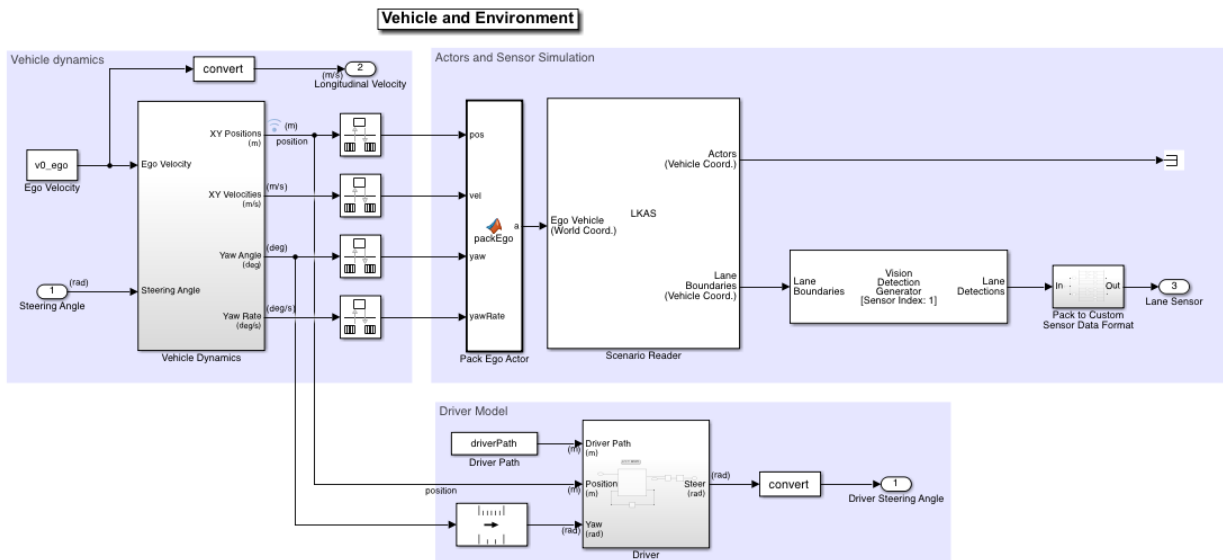 Vehicle and Environment
Vehicle dynamics
convert
2
(m/s)
Longitudinal Velocity
v0_ego
Ego Velocity
Ego Velocity
XY Positions
(m)
(m)
position
XY Velocities
(m/s)
(m/s)
Yaw Angle
(deg)
(deg)
1
(rad)
Steering Angle
Steering Angle
Yaw Rate
(deg/s)
(deg/s)
Vehicle Dynamics
Actors and Sensor Simulation
pos
vel
packEgo
a
yaw
yawRate
Pack Ego Actor
Ego Vehicle
(World Coord.)
LKAS
Actors
(Vehicle Coord.)
Lane
Boundaries
(Vehicle Coord.)
Scenario Reader
Lane
Boundaries
Vision
Detection
Generator
[Sensor Index: 1]
Lane
Detections
In
Out
Pack to Custom
Sensor Data Format
3
Lane Sensor
Driver Model
driverPath
Driver Path
(m)
Driver Path
(m)
position
(m)
Position
(m)
(rad)
Yaw
(rad)
Steer
(rad)
(rad)
Driver
convert
1
Driver Steering Angle